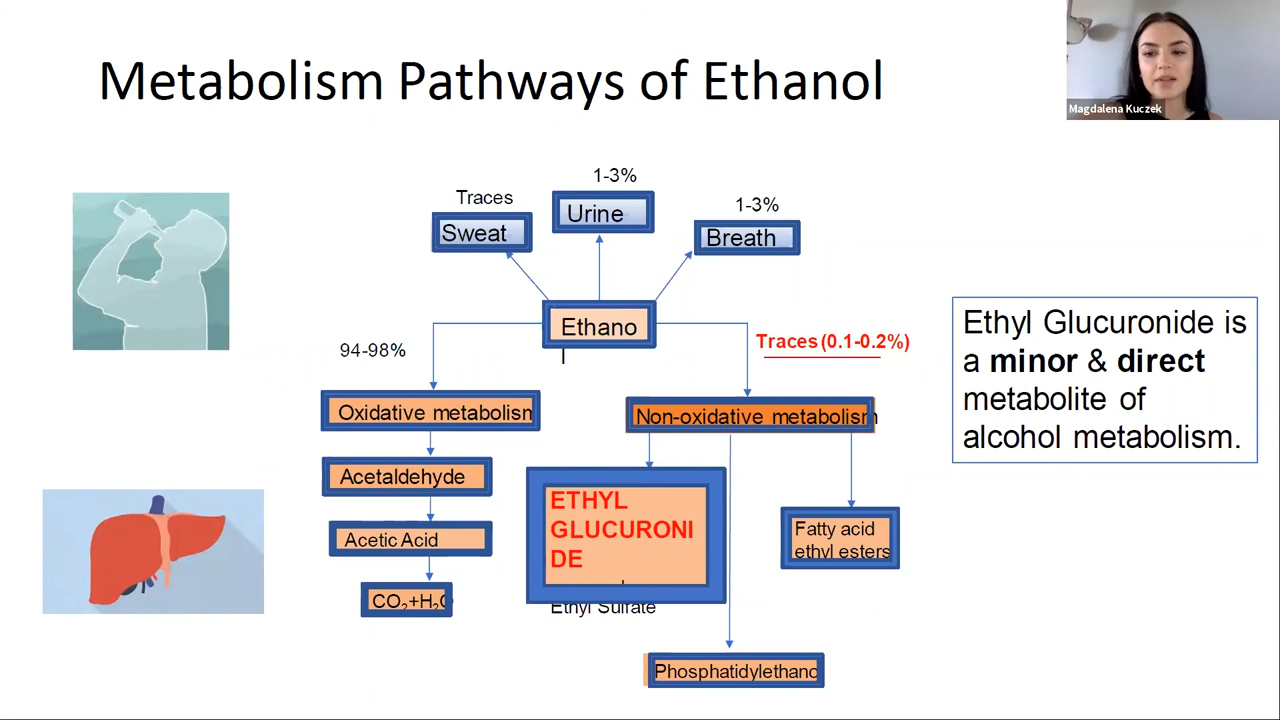 Metabolism Pathways of Ethanol
Magdalena Kuczek
1-3%
Traces
Urine
1-3%
Sweat
Breath
Ethano
l
Traces (0.1-0.2%)
94-98%
Oxidative metabolism
Non-oxidative metabolism
Acetaldehyde
Acetic Acid
CO₂+H₂O
ETHYL
GLUCURONI
DE
Ethyl Sulfate
Fatty acid
ethyl esters
Phosphatidylethano
Ethyl Glucuronide is
a minor & direct
metabolite of
alcohol metabolism.